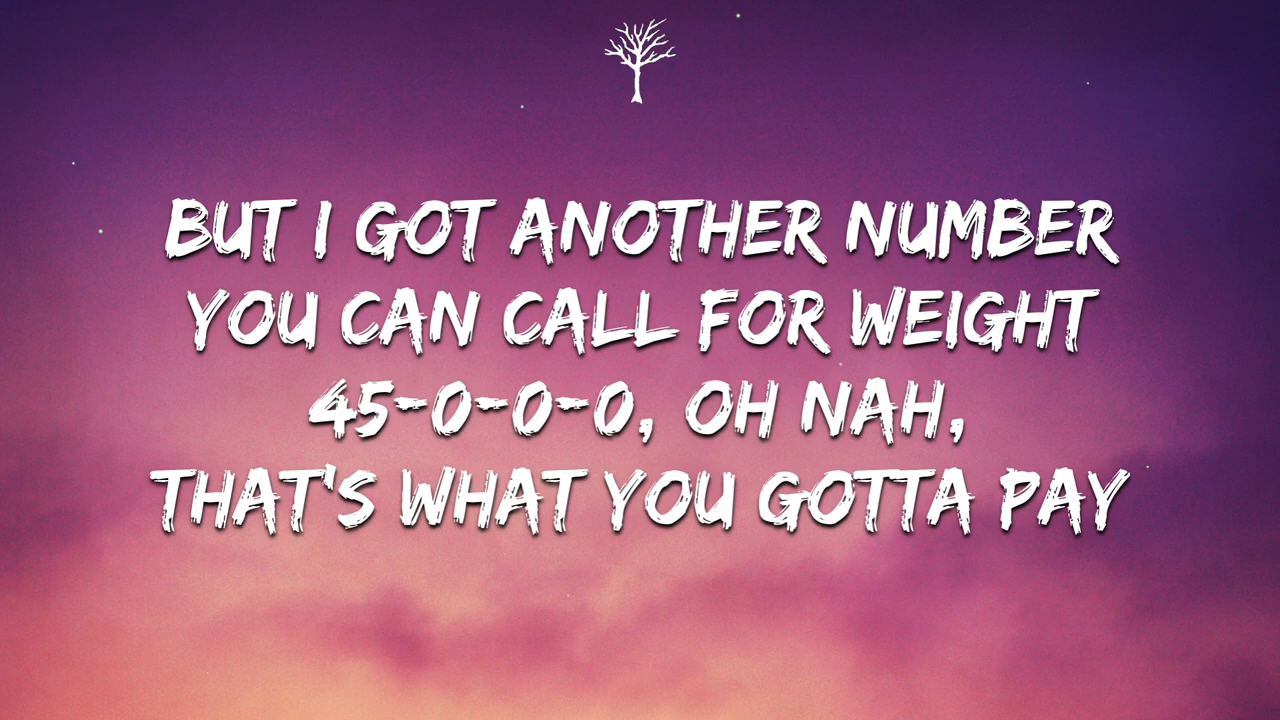 BUT I GOT ANOTHER NUMBER
YOU CAN CALL FOR WEIGHT
45-0-0-0, OH NAH,
THAT'S WHAT YOU GOTTA PAY